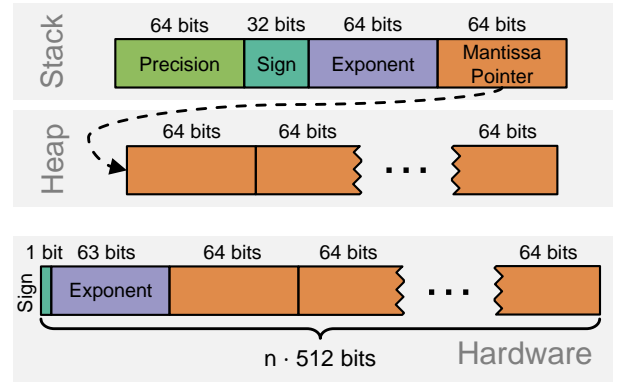 Stack
64 bits 32 bits 64 bits 64 bits
Precision Sign Exponent Mantissa
Pointer
Heap
64 bits 64 bits 64 bits
. . .
1 bit 63 bits 64 bits 64 bits 64 bits
Sign Exponent . . .
n · 512 bits
Hardware